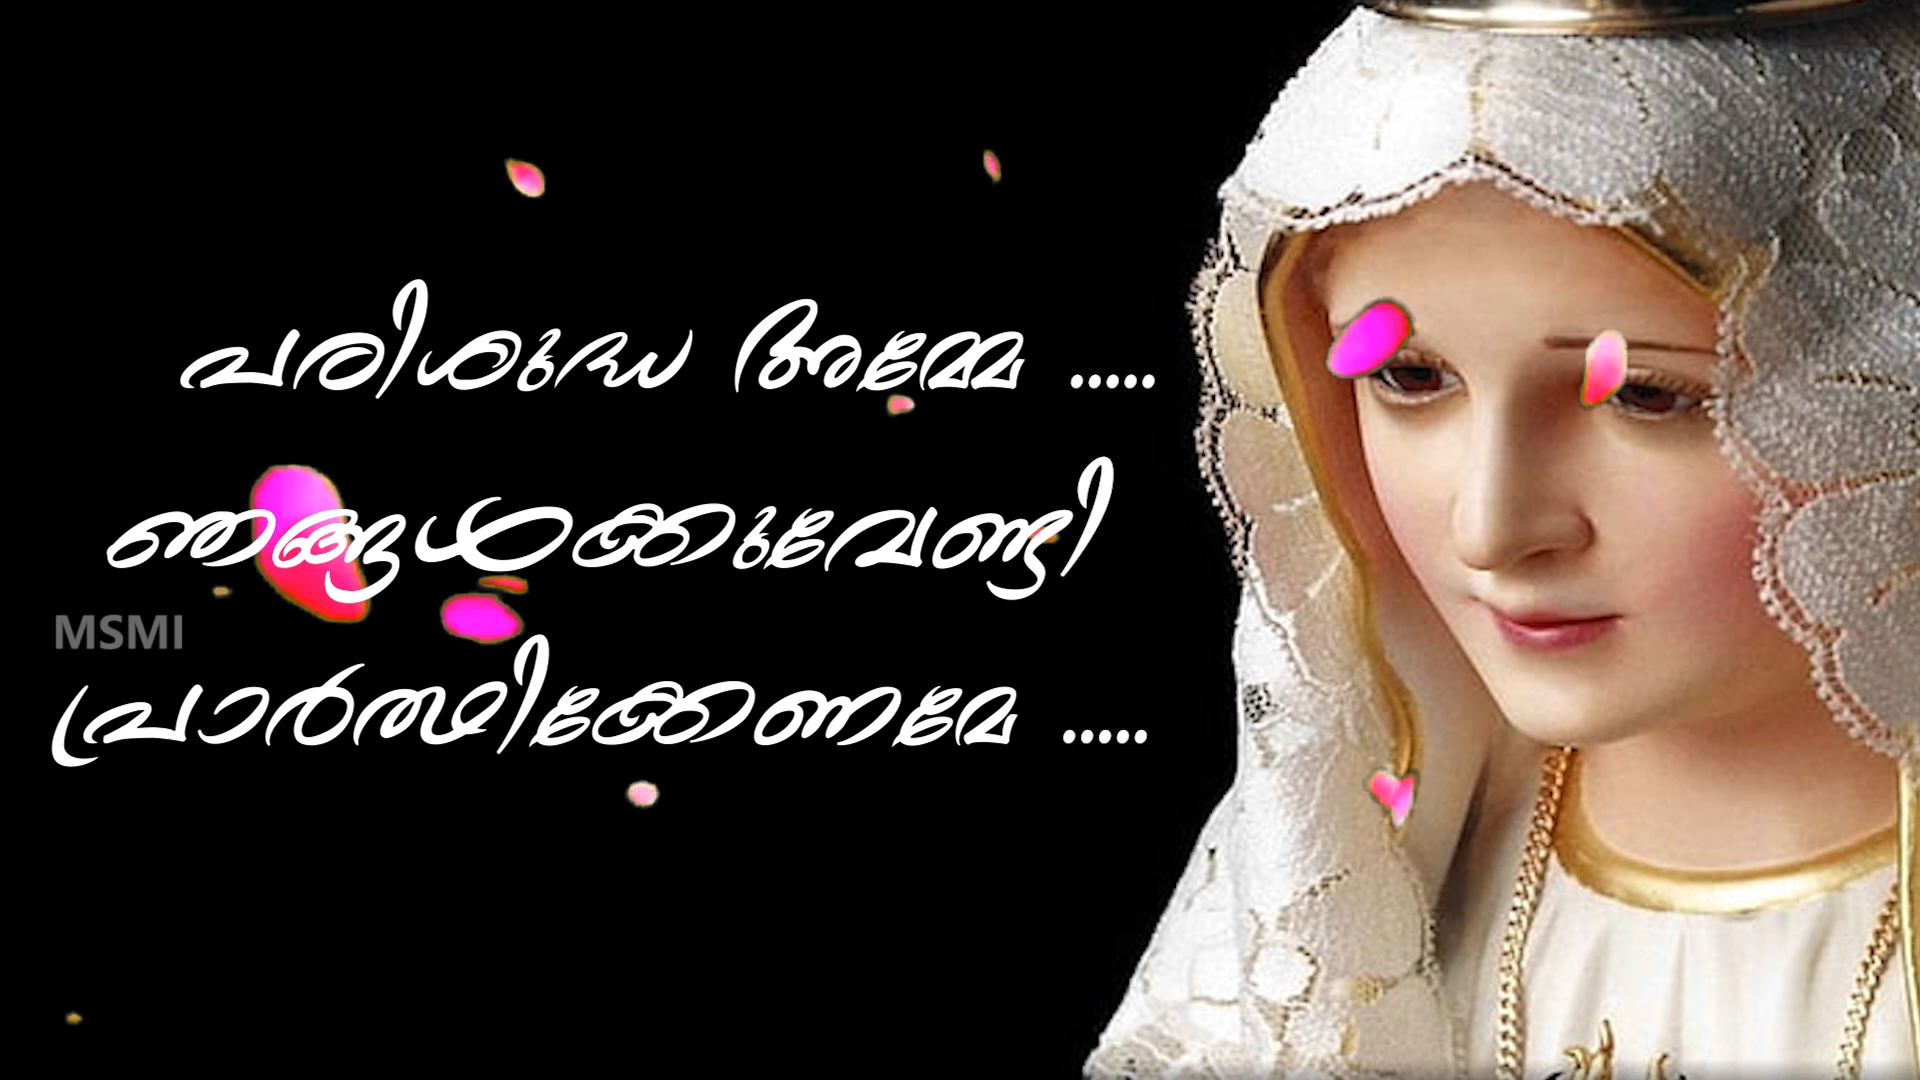 പരിശുദ്ധ അമ്മേ .....
ഞങ്ങൾക്കുവേണ്ടി
MSMI
പ്രാർത്ഥിക്കേണമേ .....